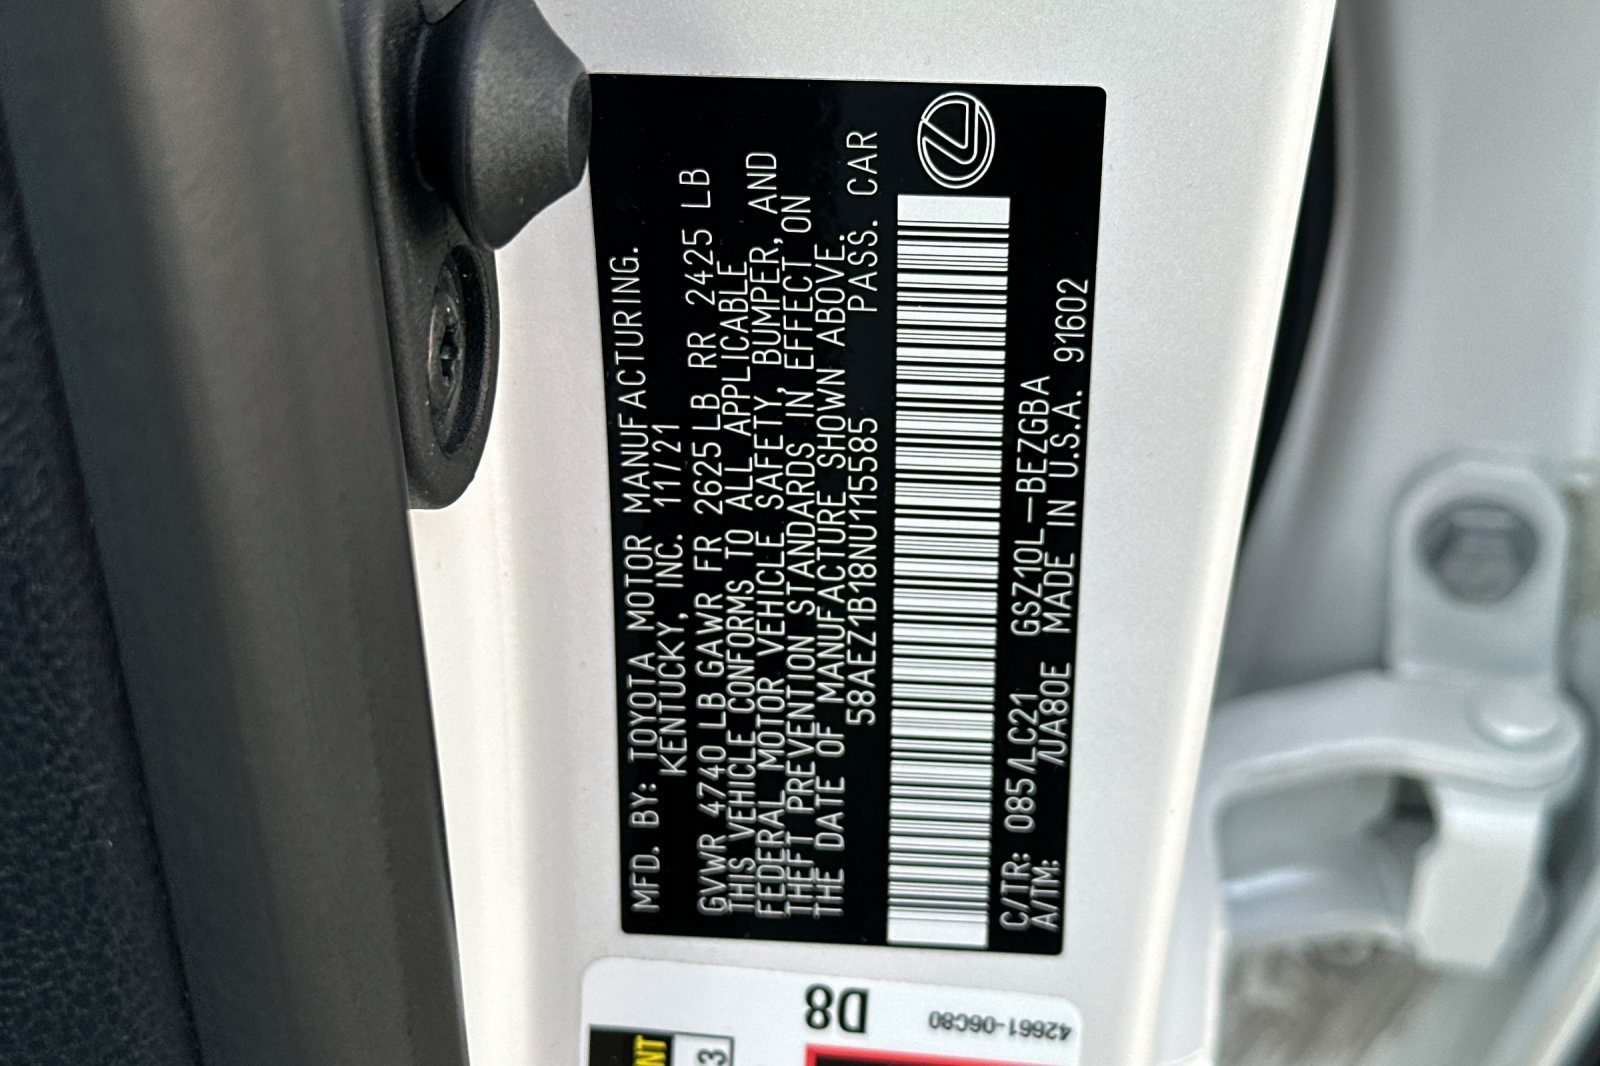 MFD. BY: TOYOTA MOTOR MANUFACTURING.
KENTUCKY, INC. 11/21
GVWR 4740 LB GAWR FR 2625 LB RR 2425 LB
THIS VEHICLE CONFORMS TO ALL APPLICABLE
FEDERAL MOTOR VEHICLE SAFETY, BUMPER, AND
THEFT PREVENTION STANDARDS IN EFFECT ON
THE DATE OF MANUFACTURE SHOWN ABOVE.
58AEZ1B18NU115585 PASS. CAR
C/TR: 085/LC21 GSZ10L-BEZGBA
A/TM: /UA80E MADE IN U.S.A. 91602
D8
42661-06C80
3